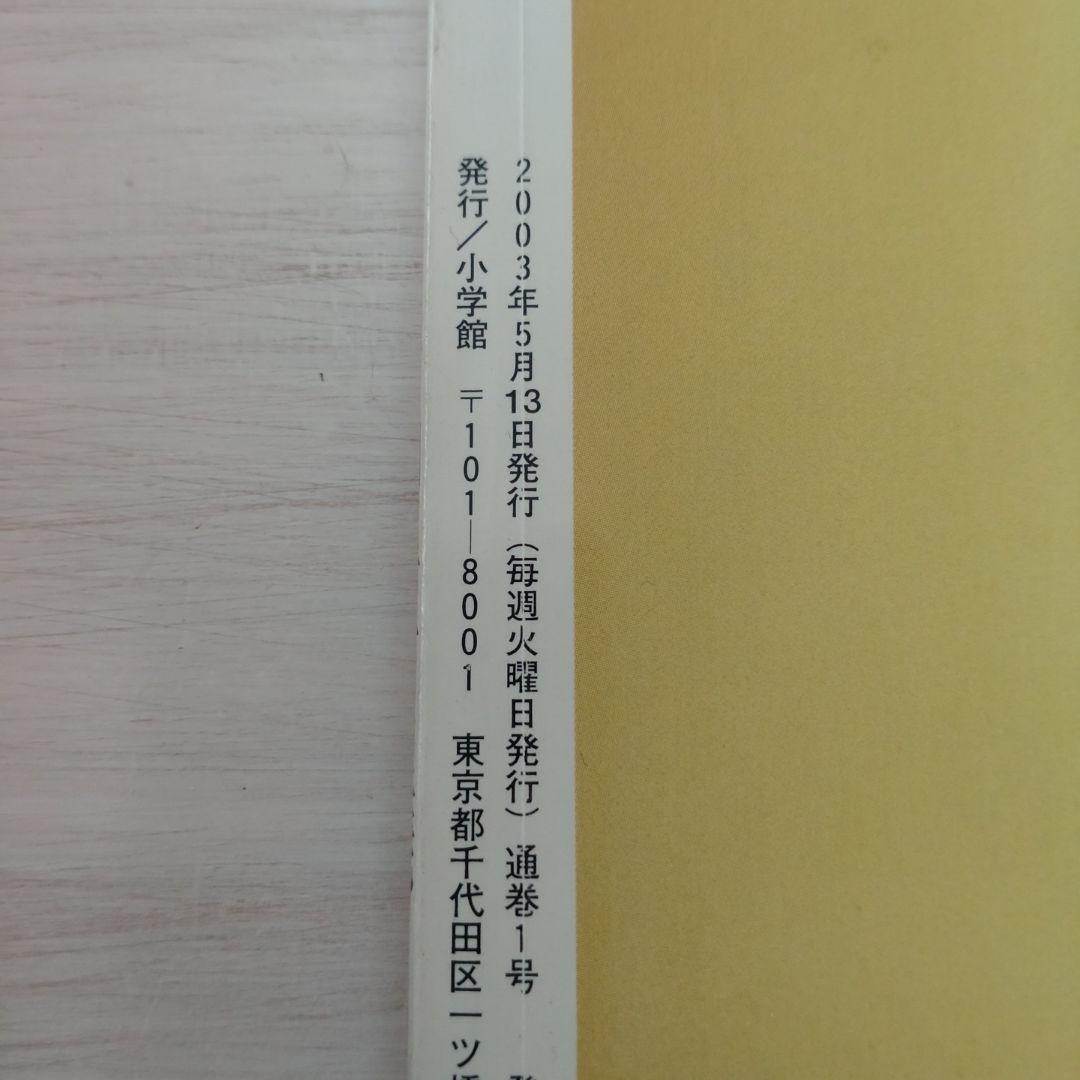 2003年5月13日発行（毎週火曜日発行）通巻1号
発行／小学館　〒101―8001　東京都千代田区一ツ